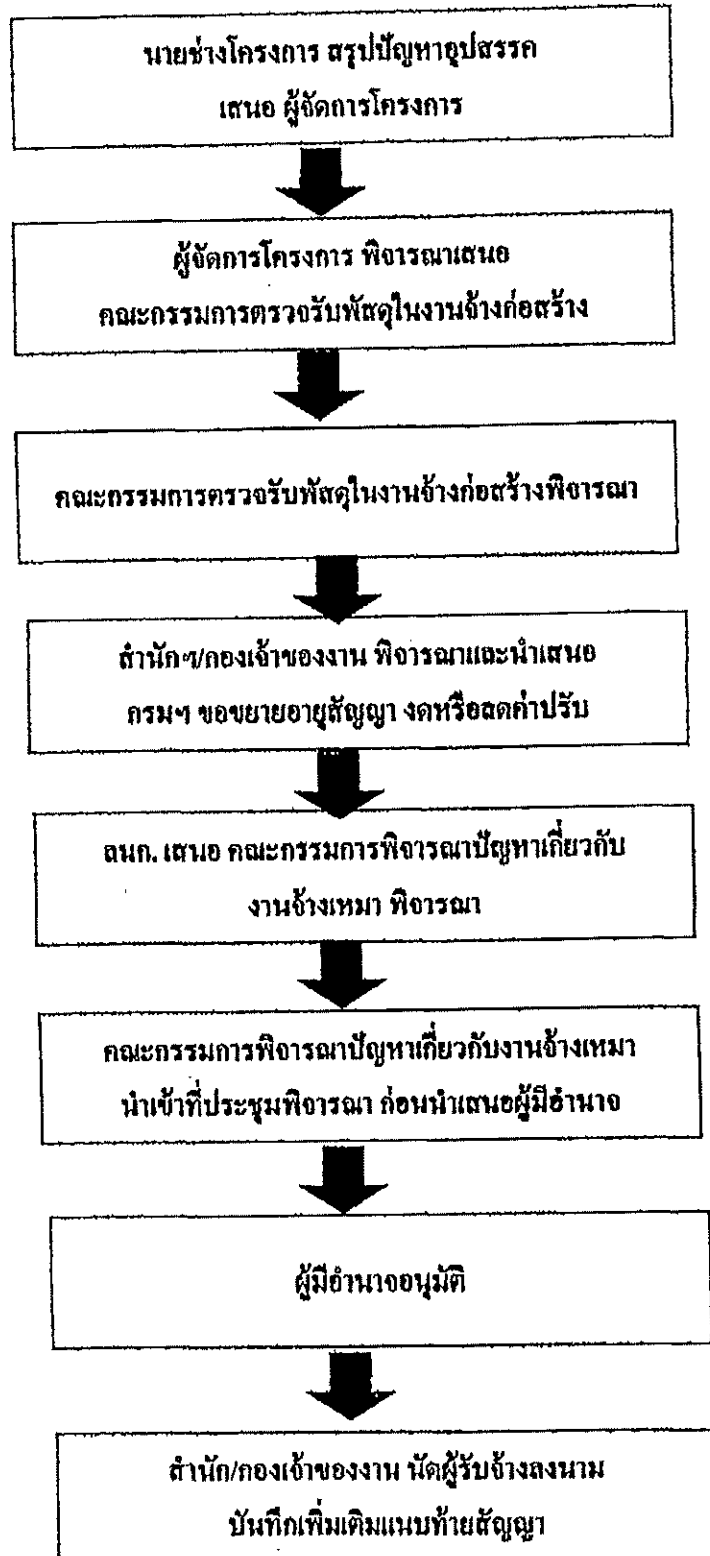 นายช่างโครงการ สรุปปัญหาอุปสรรค
เสนอ ผู้จัดการโครงการ
ผู้จัดการโครงการ พิจารณาเสนอ
คณะกรรมการตรวจรับพัสดุในงานจ้างก่อสร้าง
คณะกรรมการตรวจรับพัสดุในงานจ้างก่อสร้างพิจารณา
สำนักฯ/กองเจ้าของงาน พิจารณาและนำเสนอ
กรมฯ ขอขยายอายุสัญญา งดหรือลดค่าปรับ
ลนก. เสนอ คณะกรรมการพิจารณาปัญหาเกี่ยวกับ
งานจ้างเหมา พิจารณา
คณะกรรมการพิจารณาปัญหาเกี่ยวกับงานจ้างเหมา
นำเข้าที่ประชุมพิจารณา ก่อนนำเสนอผู้มีอำนาจ
ผู้มีอำนาจอนุมัติ
สำนัก/กองเจ้าของงาน นัดผู้รับจ้างลงนาม
บันทึกเพิ่มเติมแนบท้ายสัญญา